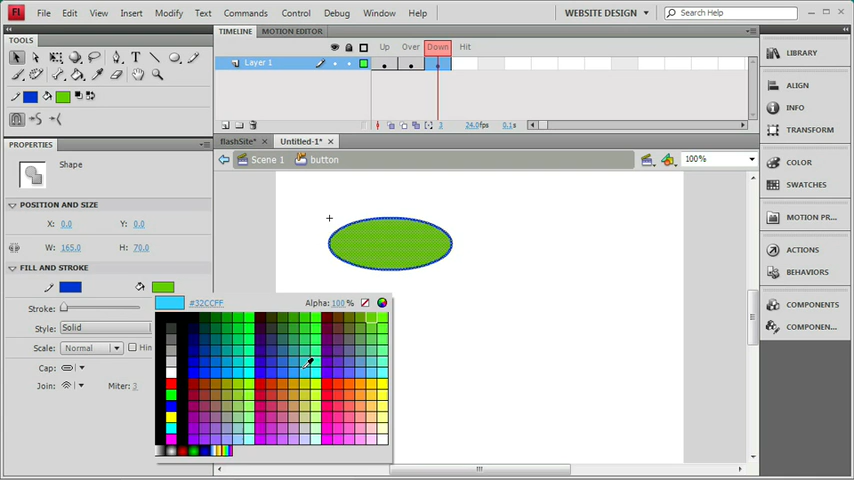 Fl File Edit View Insert Modify Text Commands Control Button Window Help WEBSITE DESIGN Search Help
TOOLS
TIMELINE MOTION EDITOR
Up Over Down Hit
Layer 1
3 24.0fps 0.1s
flashSite* × Untitled-1* ×
Scene 1 button 100%
PROPERTIES
Shape
POSITION AND SIZE
X: 0.0 Y: 0.0
W: 165.0 H: 70.0
FILL AND STROKE
Stroke:
Style: Solid
Scale: Normal Hin
Cap:
Join: Miter: 3
#32CCFF Alpha: 100 %
LIBRARY
ALIGN
INFO
TRANSFORM
COLOR
SWATCHES
MOTION PR...
ACTIONS
BEHAVIORS
COMPONENTS
COMPONEN...